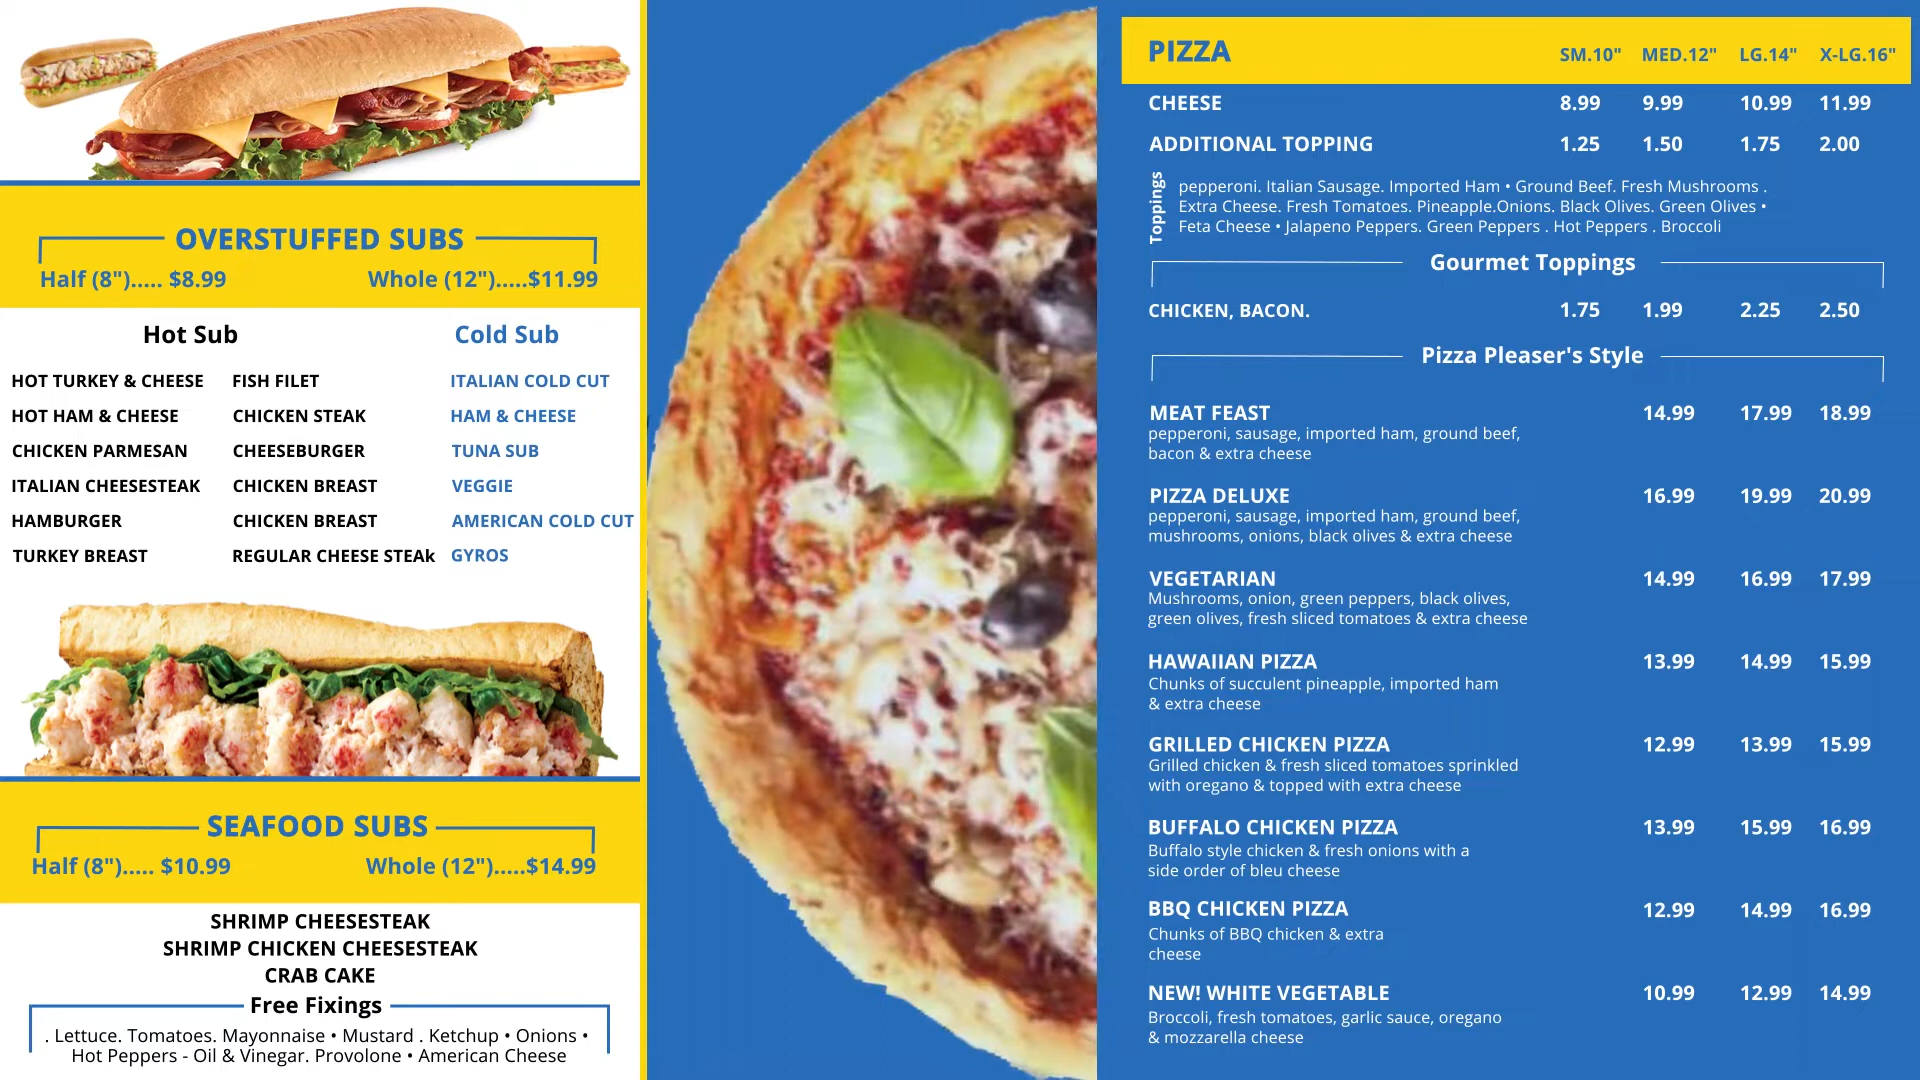 OVERSTUFFED SUBS
Half (8")..... $8.99 Whole (12").....$11.99
Hot Sub
HOT TURKEY & CHEESE FISH FILET
HOT HAM & CHEESE CHICKEN STEAK
CHICKEN PARMESAN CHEESEBURGER
ITALIAN CHEESESTEAK CHICKEN BREAST
HAMBURGER CHICKEN BREAST
TURKEY BREAST REGULAR CHEESE STEAk
Cold Sub
ITALIAN COLD CUT
HAM & CHEESE
TUNA SUB
VEGGIE
AMERICAN COLD CUT
GYROS
SEAFOOD SUBS
Half (8")..... $10.99 Whole (12").....$14.99
SHRIMP CHEESESTEAK
SHRIMP CHICKEN CHEESESTEAK
CRAB CAKE
Free Fixings
. Lettuce. Tomatoes. Mayonnaise • Mustard . Ketchup • Onions •
Hot Peppers - Oil & Vinegar. Provolone • American Cheese
PIZZA SM.10" MED.12" LG.14" X-LG.16"
CHEESE 8.99 9.99 10.99 11.99
ADDITIONAL TOPPING 1.25 1.50 1.75 2.00
Toppings
pepperoni. Italian Sausage. Imported Ham • Ground Beef. Fresh Mushrooms .
Extra Cheese. Fresh Tomatoes. Pineapple.Onions. Black Olives. Green Olives •
Feta Cheese • Jalapeno Peppers. Green Peppers . Hot Peppers . Broccoli
Gourmet Toppings
CHICKEN, BACON. 1.75 1.99 2.25 2.50
Pizza Pleaser's Style
MEAT FEAST 14.99 17.99 18.99
pepperoni, sausage, imported ham, ground beef,
bacon & extra cheese
PIZZA DELUXE 16.99 19.99 20.99
pepperoni, sausage, imported ham, ground beef,
mushrooms, onions, black olives & extra cheese
VEGETARIAN 14.99 16.99 17.99
Mushrooms, onion, green peppers, black olives,
green olives, fresh sliced tomatoes & extra cheese
HAWAIIAN PIZZA 13.99 14.99 15.99
Chunks of succulent pineapple, imported ham
& extra cheese
GRILLED CHICKEN PIZZA 12.99 13.99 15.99
Grilled chicken & fresh sliced tomatoes sprinkled
with oregano & topped with extra cheese
BUFFALO CHICKEN PIZZA 13.99 15.99 16.99
Buffalo style chicken & fresh onions with a
side order of bleu cheese
BBQ CHICKEN PIZZA 12.99 14.99 16.99
Chunks of BBQ chicken & extra
cheese
NEW! WHITE VEGETABLE 10.99 12.99 14.99
Broccoli, fresh tomatoes, garlic sauce, oregano
& mozzarella cheese